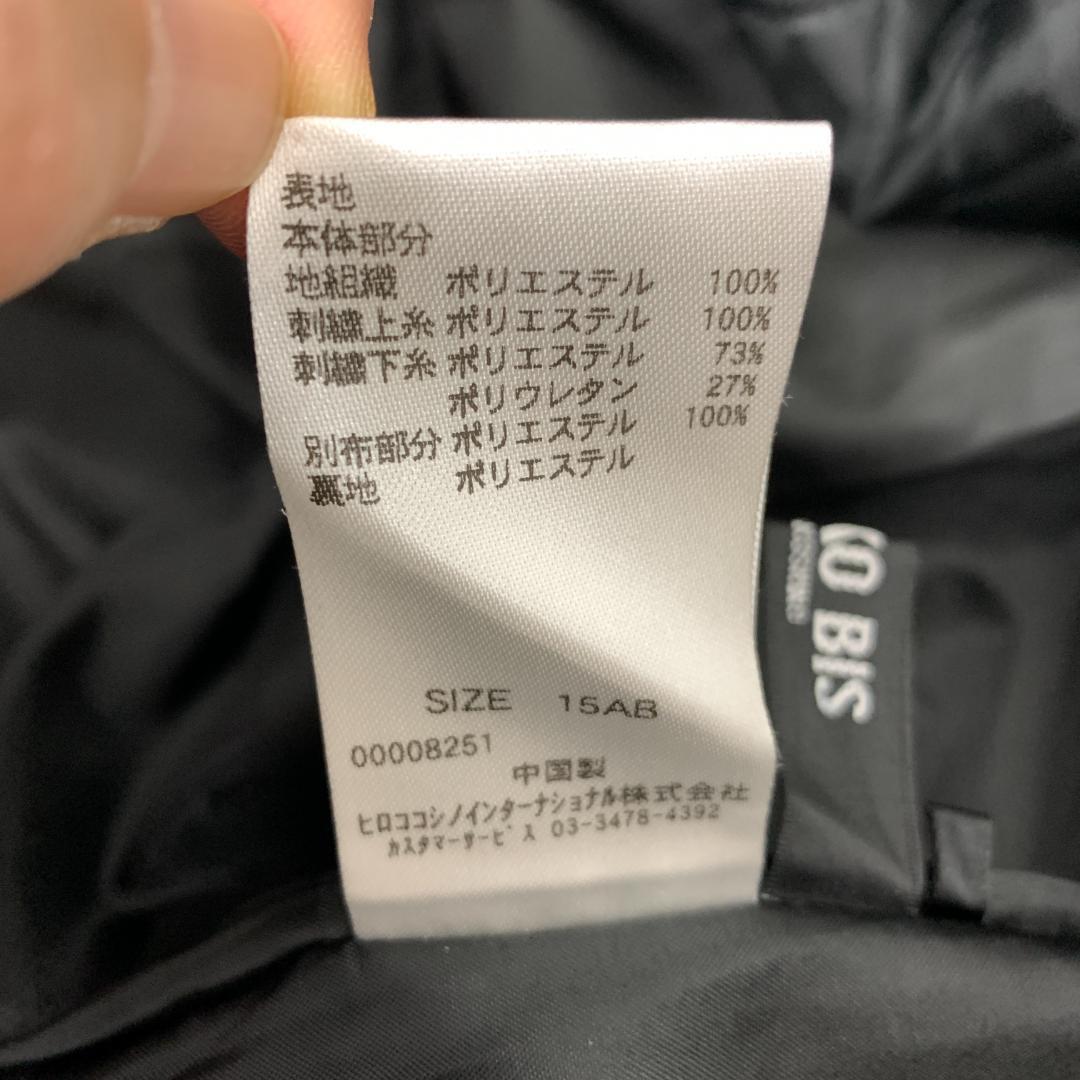 表地
本体部分
地組織 ポリエステル 100%
刺繍上糸 ポリエステル 100%
刺繍下糸 ポリエステル 73%
ポリウレタン 27%
別布部分 ポリエステル 100%
裏地 ポリエステル
SIZE 15AB
00008251
中国製
ヒロココシノインターナショナル株式会社
カスタマーサービス 03-3478-4392
KO BIS